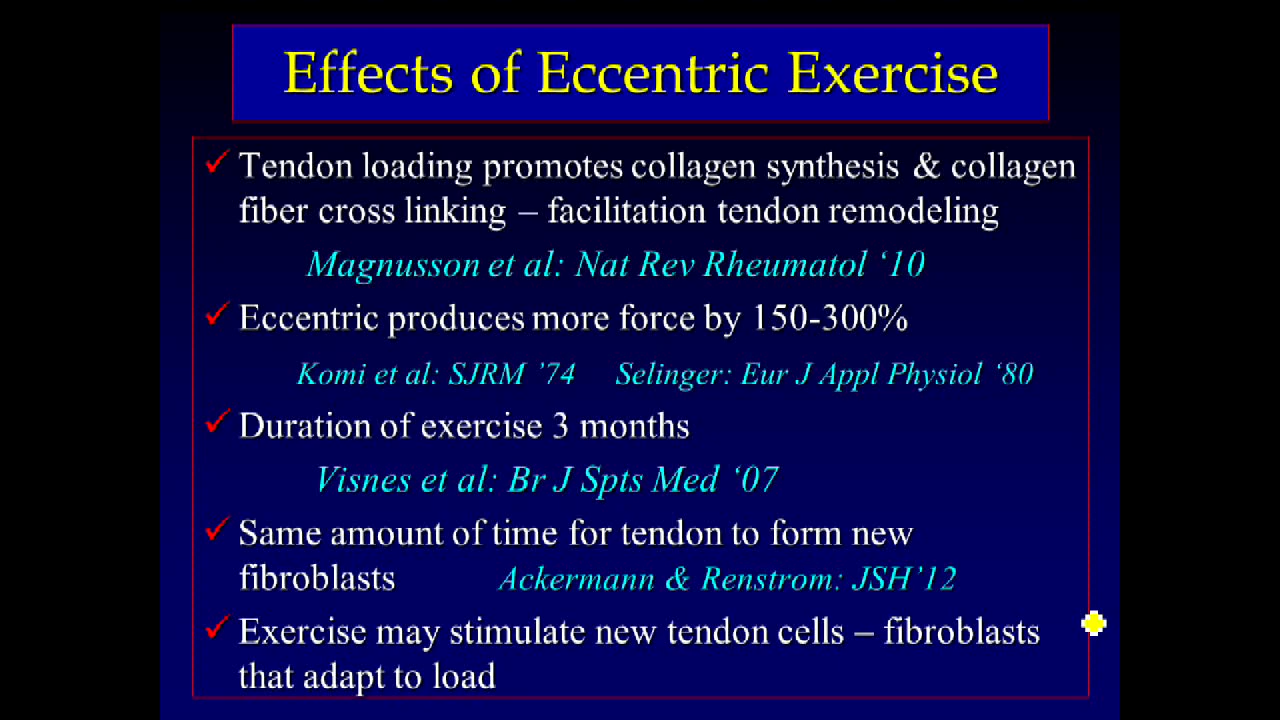 Effects of Eccentric Exercise
Tendon loading promotes collagen synthesis & collagen
fiber cross linking – facilitation tendon remodeling
Magnusson et al: Nat Rev Rheumatol ‘10
Eccentric produces more force by 150-300%
Komi et al: SJRM ’74 Selinger: Eur J Appl Physiol ‘80
Duration of exercise 3 months
Visnes et al: Br J Spts Med ‘07
Same amount of time for tendon to form new
fibroblasts Ackermann & Renstrom: JSH’12
Exercise may stimulate new tendon cells – fibroblasts
that adapt to load